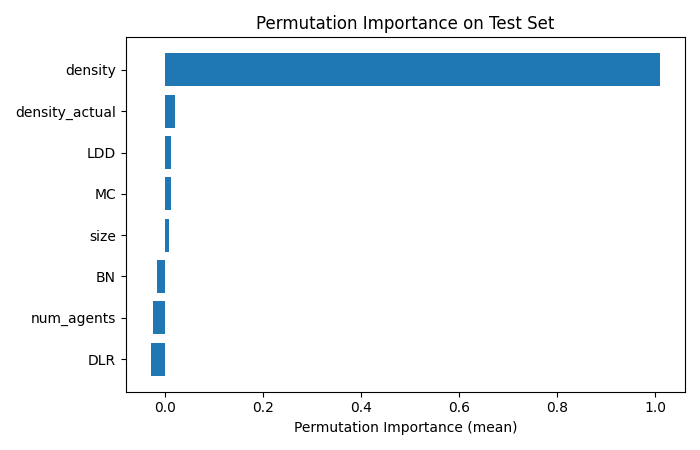 Permutation Importance on Test Set
density
density_actual
LDD
MC
size
BN
num_agents
DLR
0.0 0.2 0.4 0.6 0.8 1.0
Permutation Importance (mean)